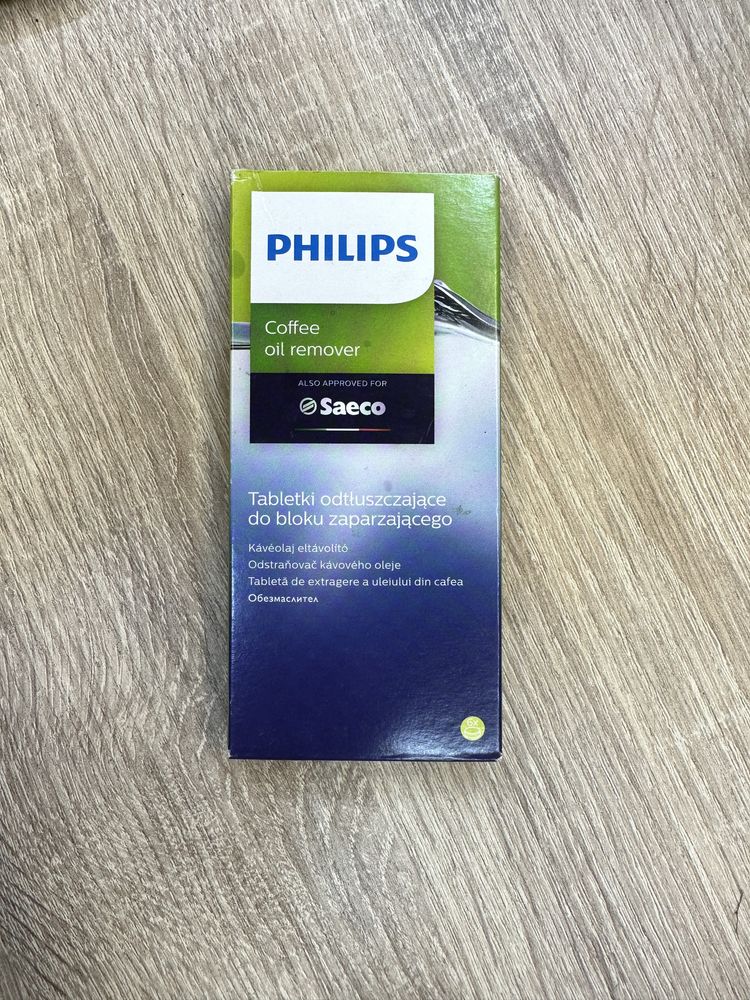 PHILIPS
Coffee
oil remover
ALSO APPROVED FOR
Saeco
Tabletki odtłuszczające
do bloku zaparzającego
Kávéolaj eltávolító
Odstraňovač kávového oleje
Tabletă de extragere a uleiului din cafea
Обезмаслител
6x